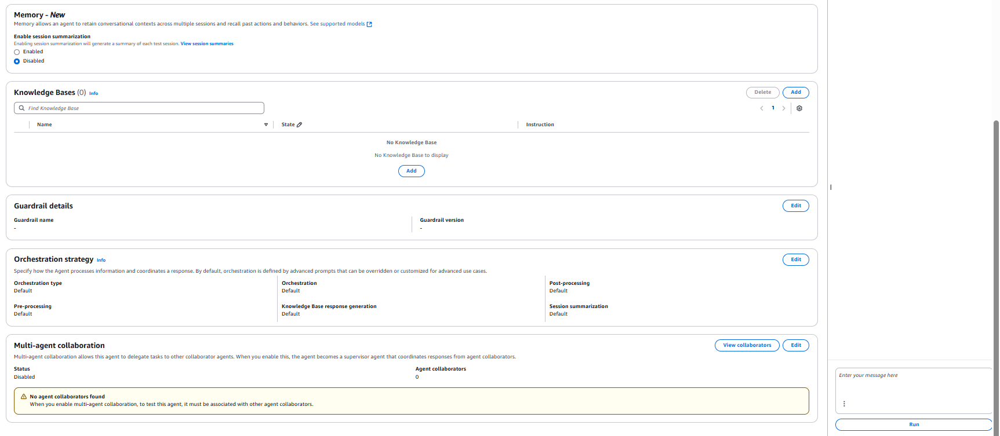 Memory - New
Memory allows an agent to retain conversational contexts across multiple sessions and recall past actions and behaviors. See supported models
Enable session summarization
Enabling session summarization will generate a summary of each test session. View session summaries
Enabled
Disabled
Knowledge Bases (0) Info
Delete
Add
Find Knowledge Base
1
Name
State
Instruction
No Knowledge Base
No Knowledge Base to display
Add
Guardrail details
Edit
Guardrail name
-
Guardrail version
-
Orchestration strategy Info
Edit
Specify how the Agent processes information and coordinates a response. By default, orchestration is defined by advanced prompts that can be overridden or customized for advanced use cases.
Orchestration type
Default
Orchestration
Default
Post-processing
Default
Pre-processing
Default
Knowledge Base response generation
Default
Session summarization
Default
Multi-agent collaboration
View collaborators
Edit
Multi-agent collaboration allows this agent to delegate tasks to other collaborator agents. When you enable this, the agent becomes a supervisor agent that coordinates responses from agent collaborators.
Status
Disabled
Agent collaborators
0
No agent collaborators found
When you enable multi-agent collaboration, to test this agent, it must be associated with other agent collaborators.
Enter your message here
Run